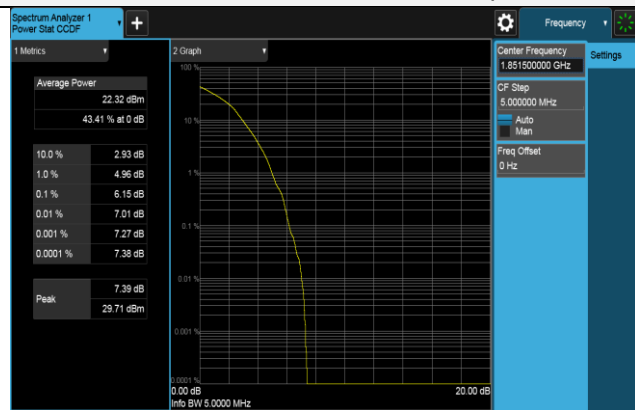 Spectrum Analyzer 1
Power Stat CCDF
Frequency
1 Metrics
2 Graph
Center Frequency
1.851500000 GHz
Settings
CF Step
5.000000 MHz
Auto
Man
Freq Offset
0 Hz
Average Power
22.32 dBm
43.41 % at 0 dB
10.0 % 2.93 dB
1.0 % 4.96 dB
0.1 % 6.15 dB
0.01 % 7.01 dB
0.001 % 7.27 dB
0.0001 % 7.38 dB
Peak
7.39 dB
29.71 dBm
100 %
10 %
1 %
0.1 %
0.01 %
0.001 %
0.0001 %
0.00 dB
20.00 dB
Info BW 5.0000 MHz